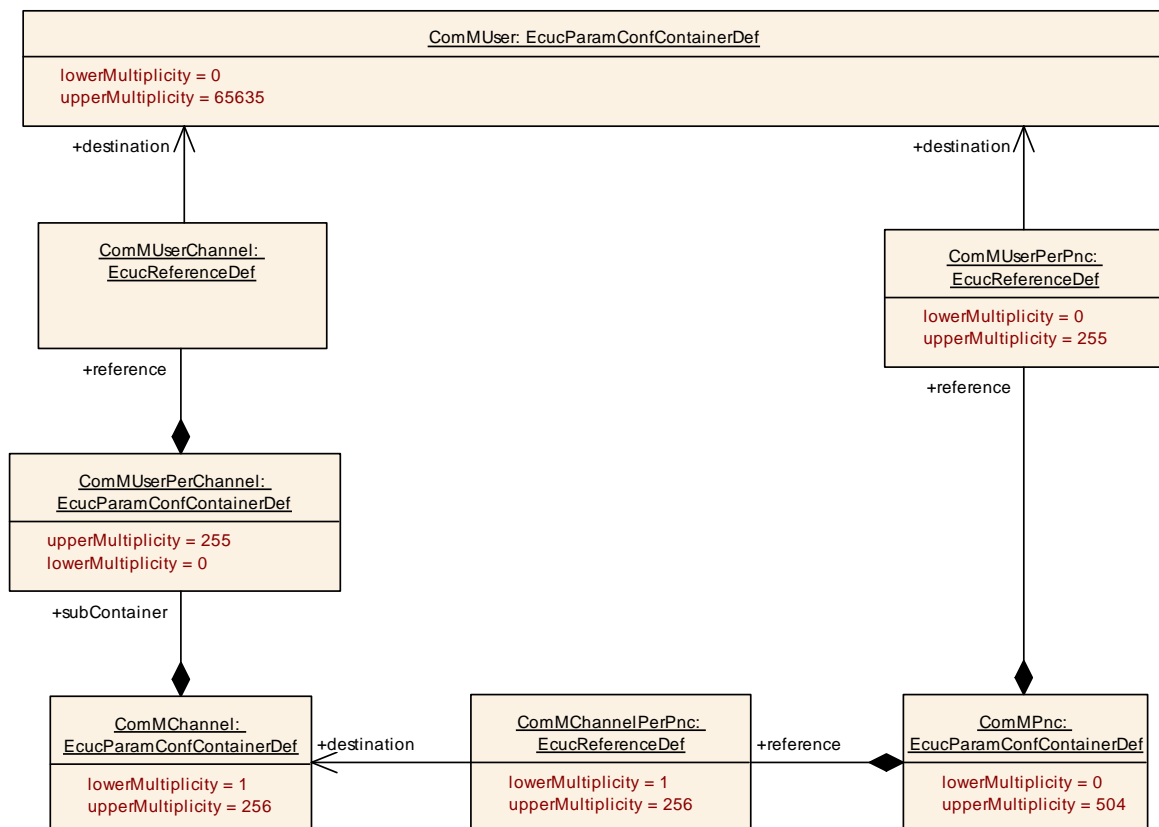 ComMUser: EcucParamConfContainerDef
lowerMultiplicity = 0
upperMultiplicity = 65635
+destination
+destination
ComMUserChannel:
EcucReferenceDef
ComMUserPerPnc:
EcucReferenceDef
lowerMultiplicity = 0
upperMultiplicity = 255
+reference
+reference
ComMUserPerChannel:
EcucParamConfContainerDef
upperMultiplicity = 255
lowerMultiplicity = 0
+subContainer
ComMChannel:
EcucParamConfContainerDef
lowerMultiplicity = 1
upperMultiplicity = 256
+destination
ComMChannelPerPnc:
EcucReferenceDef
lowerMultiplicity = 1
upperMultiplicity = 256
+reference
ComMPnc:
EcucParamConfContainerDef
lowerMultiplicity = 0
upperMultiplicity = 504